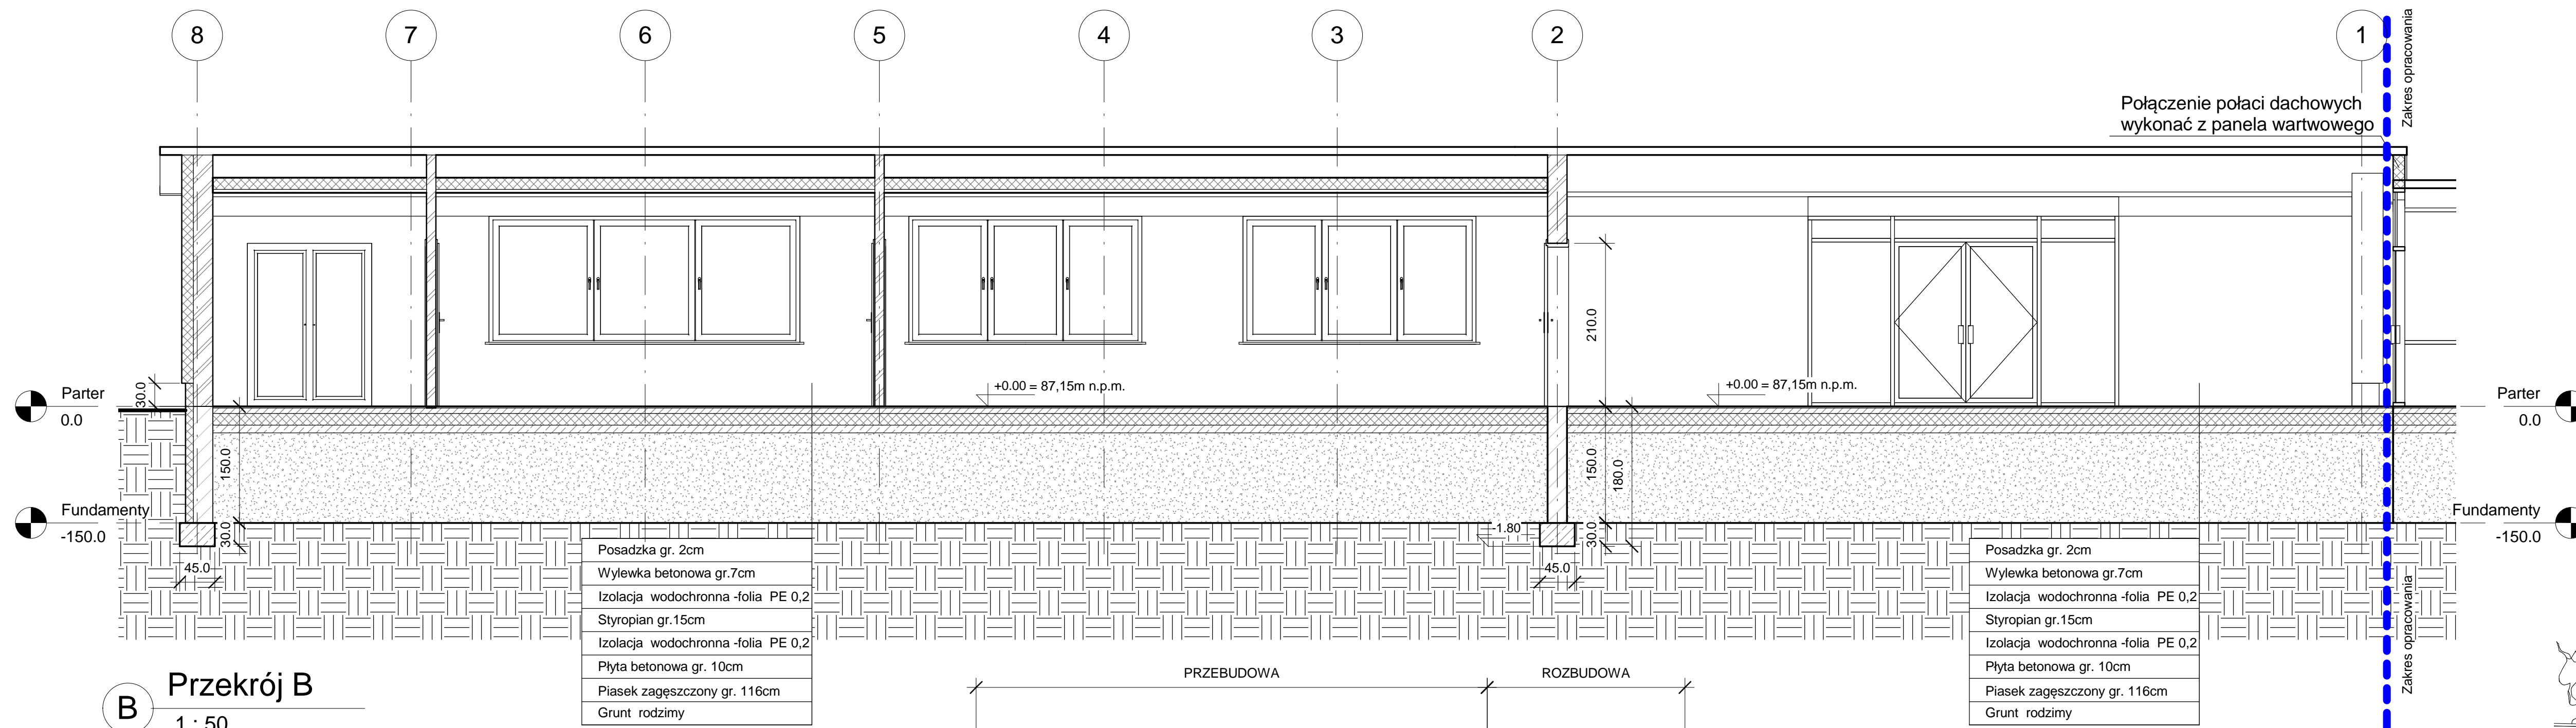 8
7
6
5
4
3
2
1
Zakres opracowania
Połączenie połaci dachowych
wykonać z panela wartwowego
210.0
30.0
Parter
0.0
+0.00 = 87,15m n.p.m.
+0.00 = 87,15m n.p.m.
Parter
0.0
150.0
150.0
180.0
Fundamenty
-150.0
30.0
45.0
-1.80
30.0
45.0
Fundamenty
-150.0
Posadzka gr. 2cm
Wylewka betonowa gr.7cm
Izolacja wodochronna -folia PE 0,2
Styropian gr.15cm
Izolacja wodochronna -folia PE 0,2
Płyta betonowa gr. 10cm
Piasek zagęszczony gr. 116cm
Grunt rodzimy
Posadzka gr. 2cm
Wylewka betonowa gr.7cm
Izolacja wodochronna -folia PE 0,2
Styropian gr.15cm
Izolacja wodochronna -folia PE 0,2
Płyta betonowa gr. 10cm
Piasek zagęszczony gr. 116cm
Grunt rodzimy
Zakres opracowania
PRZEBUDOWA
ROZBUDOWA
B
Przekrój B
1 : 50